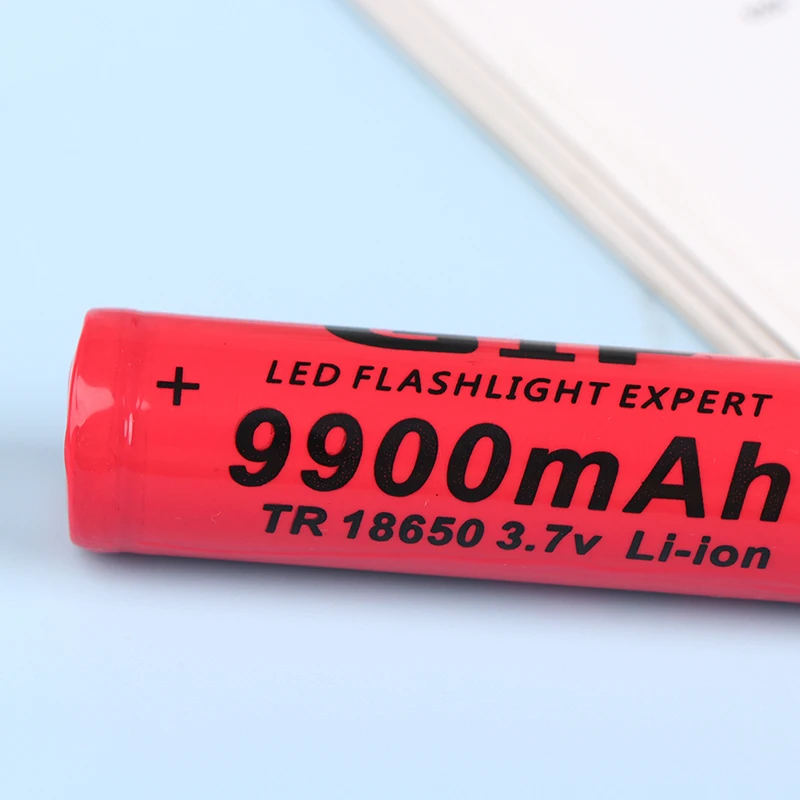 +
LED FLASHLIGHT EXPERT
9900mAh
TR 18650 3.7v Li-ion